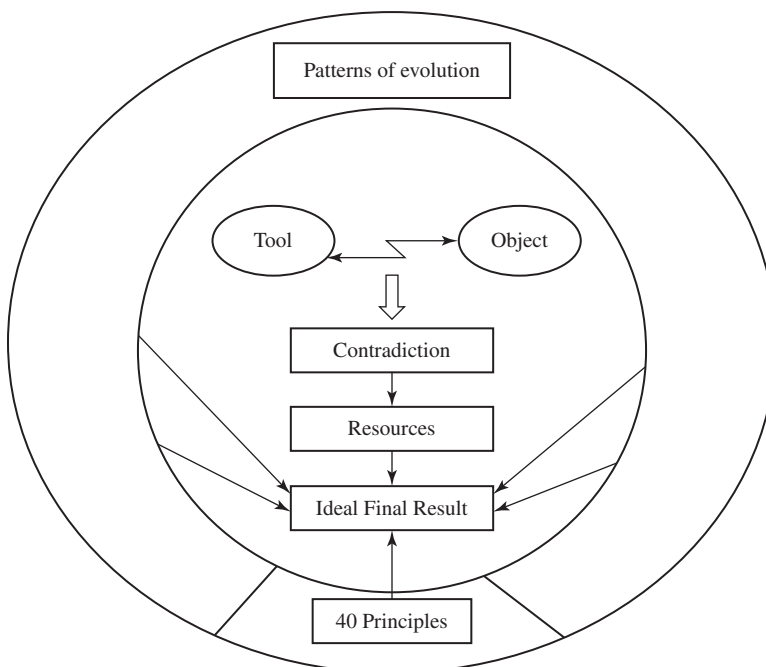 Patterns of evolution
Tool
Object
Contradiction
Resources
Ideal Final Result
40 Principles